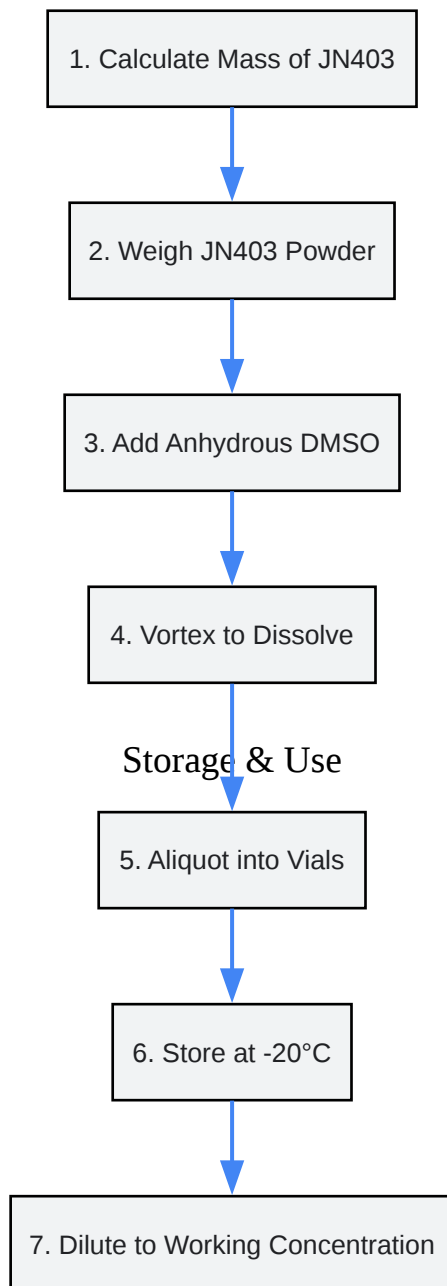 1. Calculate Mass of JN403
2. Weigh JN403 Powder
3. Add Anhydrous DMSO
4. Vortex to Dissolve
Storage & Use
5. Aliquot into Vials
6. Store at -20°C
7. Dilute to Working Concentration